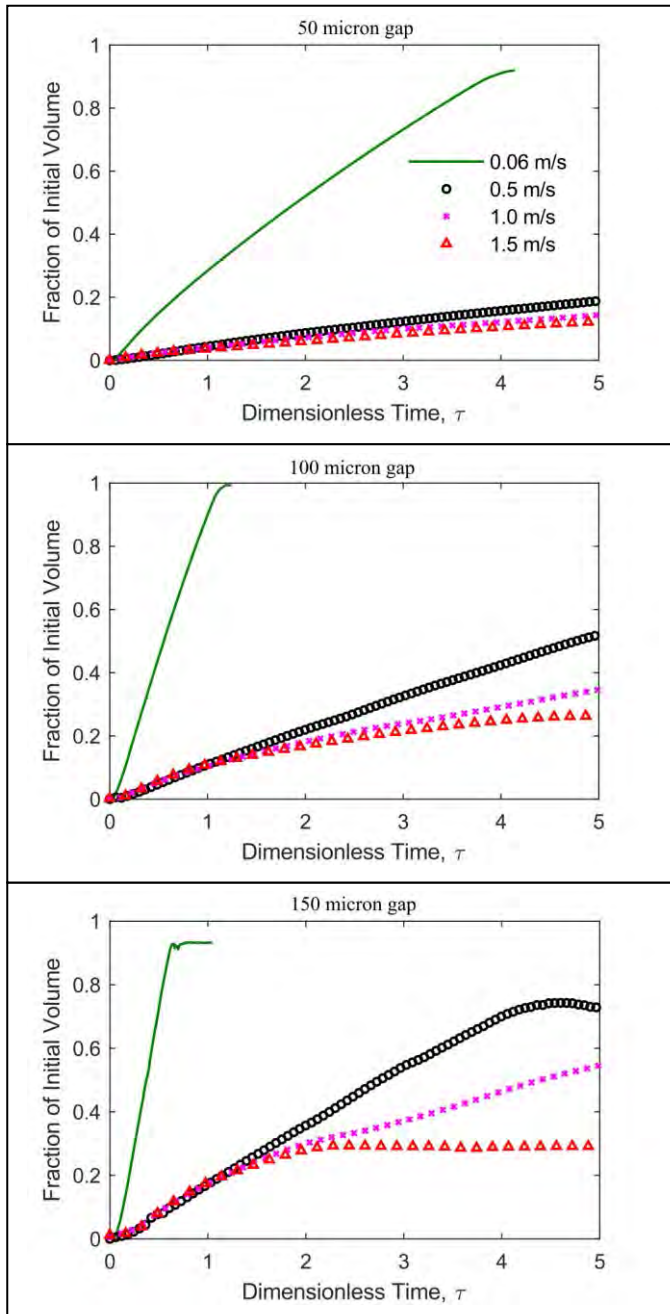 50 micron gap
1
0.8
0.6
0.4
0.2
0
Fraction of Initial Volume
0.06 m/s
0.5 m/s
1.0 m/s
1.5 m/s
0 1 2 3 4 5
Dimensionless Time, τ
100 micron gap
1
0.8
0.6
0.4
0.2
0
Fraction of Initial Volume
0 1 2 3 4 5
Dimensionless Time, τ
150 micron gap
1
0.8
0.6
0.4
0.2
0
Fraction of Initial Volume
0 1 2 3 4 5
Dimensionless Time, τ